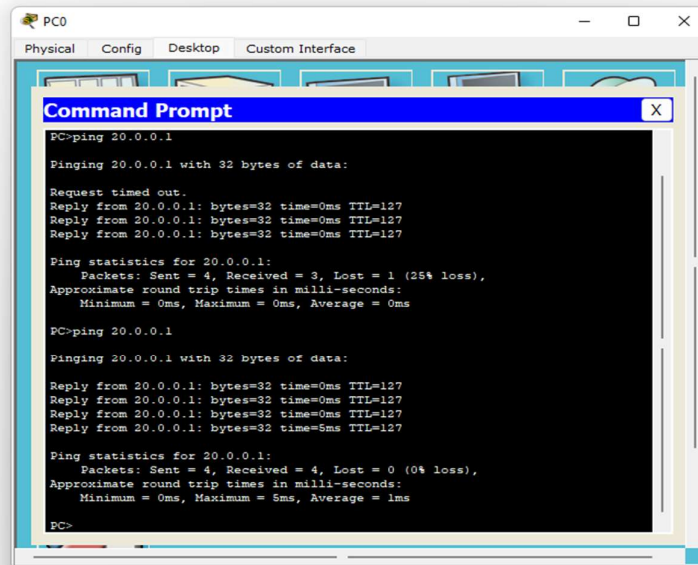 PC0
Physical Config Desktop Custom Interface
Command Prompt X
PC>ping 20.0.0.1
Pinging 20.0.0.1 with 32 bytes of data:
Request timed out.
Reply from 20.0.0.1: bytes=32 time=0ms TTL=127
Reply from 20.0.0.1: bytes=32 time=0ms TTL=127
Reply from 20.0.0.1: bytes=32 time=0ms TTL=127
Ping statistics for 20.0.0.1:
Packets: Sent = 4, Received = 3, Lost = 1 (25% loss),
Approximate round trip times in milli-seconds:
Minimum = 0ms, Maximum = 0ms, Average = 0ms
PC>ping 20.0.0.1
Pinging 20.0.0.1 with 32 bytes of data:
Reply from 20.0.0.1: bytes=32 time=0ms TTL=127
Reply from 20.0.0.1: bytes=32 time=0ms TTL=127
Reply from 20.0.0.1: bytes=32 time=0ms TTL=127
Reply from 20.0.0.1: bytes=32 time=5ms TTL=127
Ping statistics for 20.0.0.1:
Packets: Sent = 4, Received = 4, Lost = 0 (0% loss),
Approximate round trip times in milli-seconds:
Minimum = 0ms, Maximum = 5ms, Average = 1ms
PC>